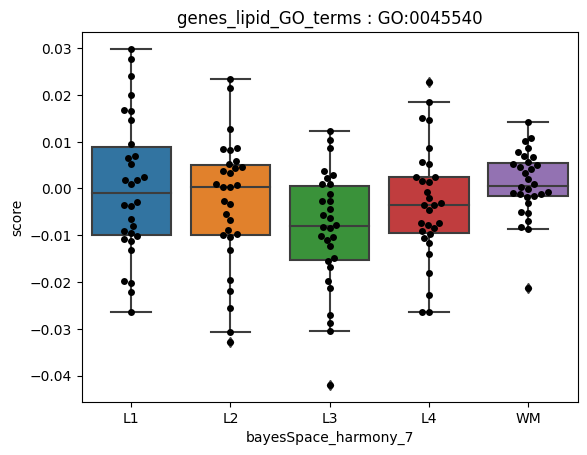 genes_lipid_GO_terms : GO:0045540
score
0.03
0.02
0.01
0.00
−0.01
−0.02
−0.03
−0.04
L1 L2 L3 L4 WM
bayesSpace_harmony_7